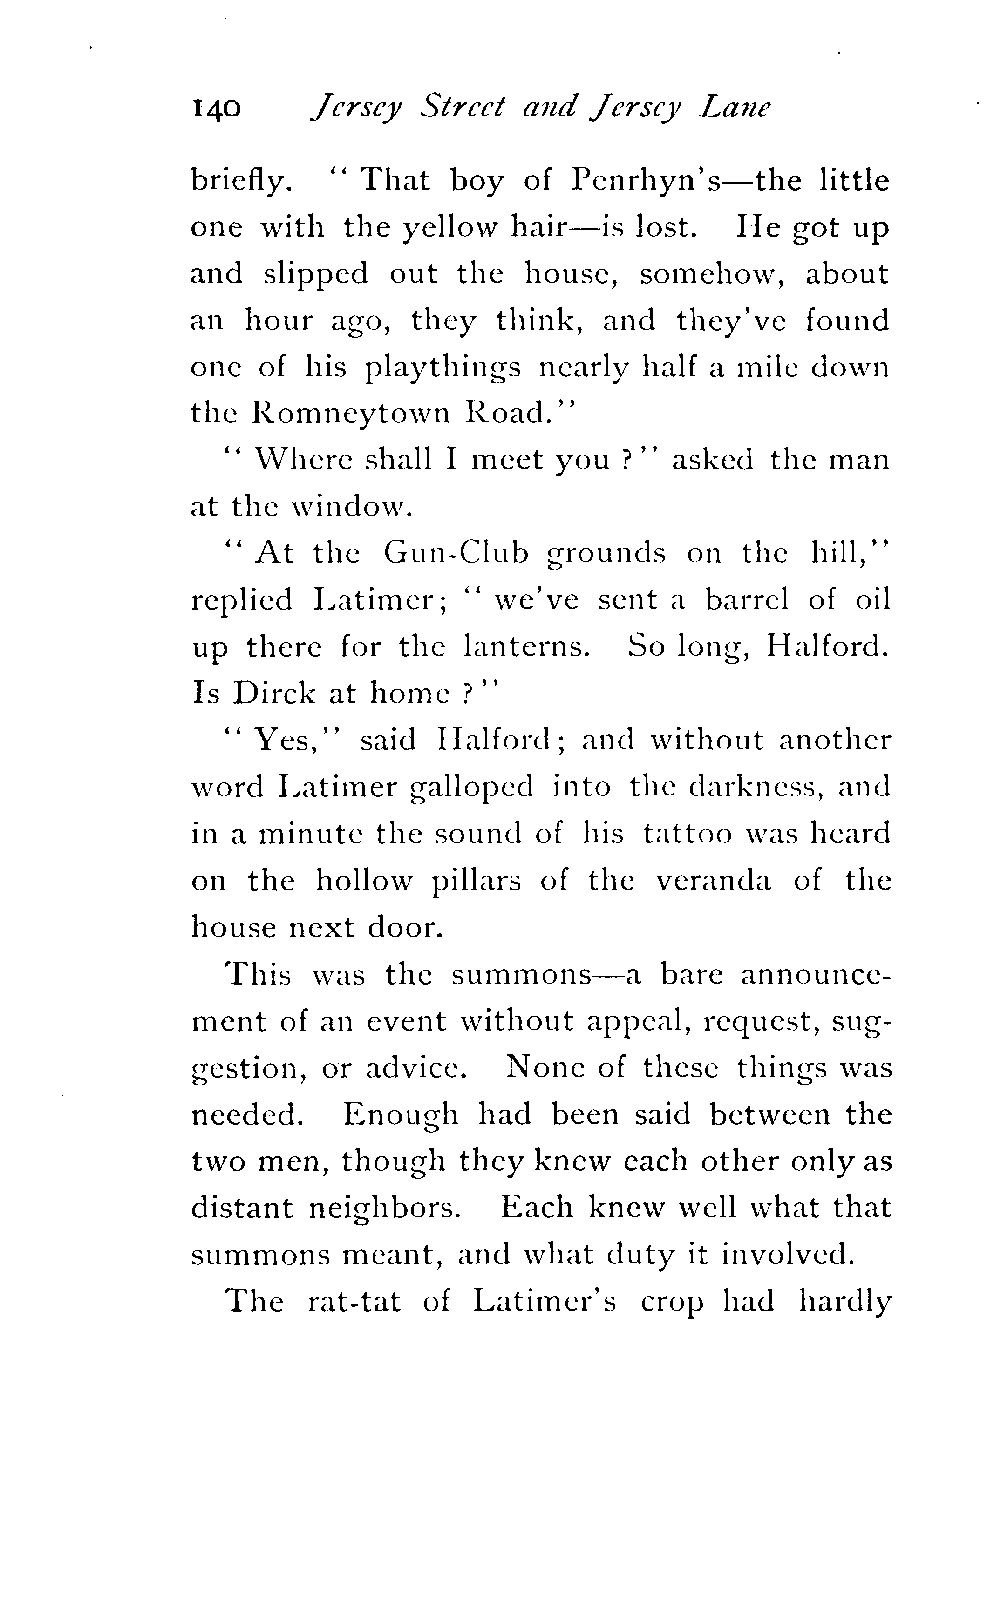 140 Jersey Street and Jersey Lane
briefly. “ That boy of Penrhyn’s—the little
one with the yellow hair—is lost. He got up
and slipped out the house, somehow, about
an hour ago, they think, and they’ve found
one of his playthings nearly half a mile down
the Romneytown Road.”
“ Where shall I meet you ?” asked the man
at the window.
“ At the Gun-Club grounds on the hill,”
replied Latimer; “ we’ve sent a barrel of oil
up there for the lanterns. So long, Halford.
Is Dirck at home ?”
“ Yes,” said Halford; and without another
word Latimer galloped into the darkness, and
in a minute the sound of his tattoo was heard
on the hollow pillars of the veranda of the
house next door.
This was the summons—a bare announce-
ment of an event without appeal, request, sug-
gestion, or advice. None of these things was
needed. Enough had been said between the
two men, though they knew each other only as
distant neighbors. Each knew well what that
summons meant, and what duty it involved.
The rat-tat of Latimer’s crop had hardly